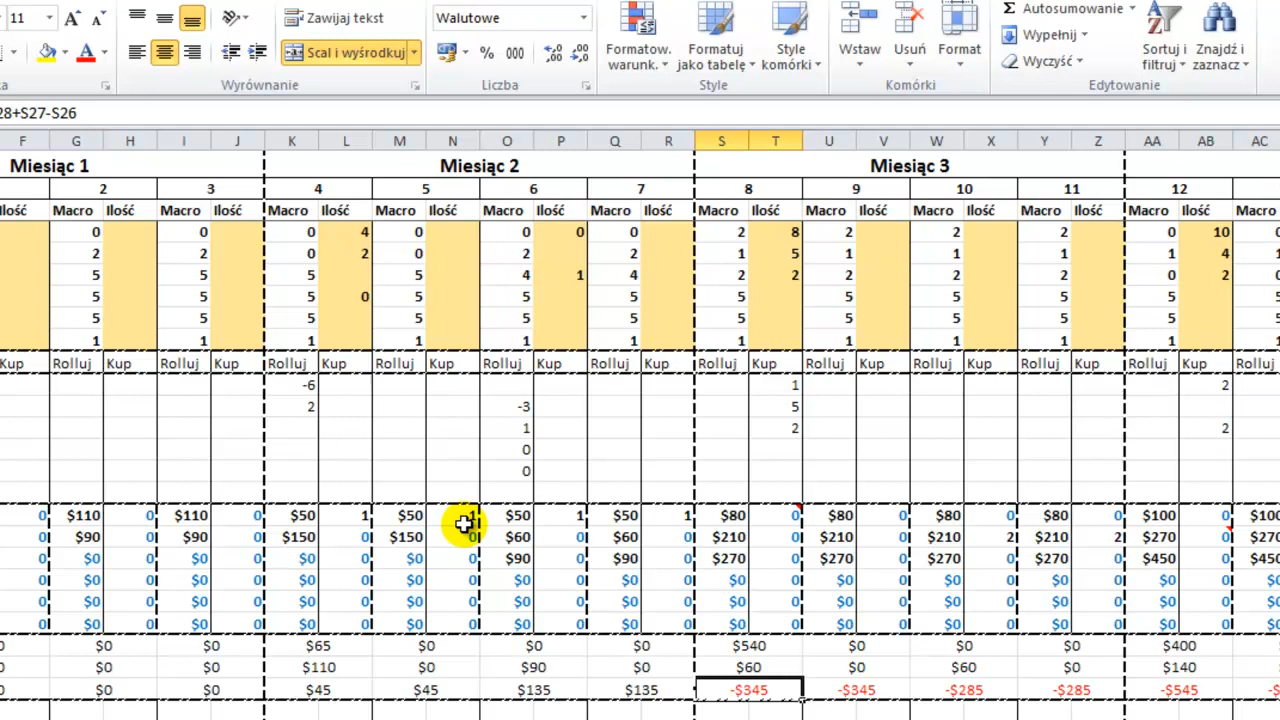 11 A A Zawijaj tekst Walutowe Σ Autosumowanie
A Scal i wyśrodkuj % 000 Formatow. warunk. Formatuj jako tabelę Style komórki Wstaw Usuń Format Wypełnij Wyczyść Sortuj i filtruj Znajdź i zaznacz
Wyrównanie Liczba Style Komórki Edytowanie
28+S27-S26
F G H I J K L M N O P Q R S T U V W X Y Z AA AB AC
Miesiąc 1 Miesiąc 2 Miesiąc 3
2 3 4 5 6 7 8 9 10 11 12
Ilość Macro Ilość Macro Ilość Macro Ilość Macro Ilość Macro Ilość Macro Ilość Macro Ilość Macro Ilość Macro Ilość Macro Ilość Macro Ilość Macro
0 0 0 4 0 0 0 0 2 8 2 2 2 0 10 0
2 2 0 2 0 2 2 1 5 1 1 1 1 4 1
5 5 5 5 4 1 4 2 2 2 2 2 0 2 0
5 5 5 0 5 5 5 5 5 5 5 5
5 5 5 5 5 5 5 5 5 5 5
1 1 1 1 1 1 1 1 1 1 1
Kup Rolluj Kup Rolluj Kup Rolluj Kup Rolluj Kup Rolluj Kup Rolluj Kup Rolluj Kup Rolluj Kup Rolluj Kup Rolluj Kup Rolluj Kup Rolluj
-6 1 2
2 -3 5
1 2 2
0
0
0 $110 0 $110 0 $50 1 $50 1 $50 1 $50 1 $80 0 $80 0 $80 0 $80 0 $100 0
0 $90 0 $90 0 $150 0 $150 0 $60 0 $60 0 $210 0 $210 0 $210 2 $210 2 $270 0
0 $0 0 $0 0 $0 0 $0 0 $90 0 $90 0 $270 0 $270 0 $270 0 $270 0 $450 0
0 $0 0 $0 0 $0 0 $0 0 $0 0 $0 0 $0 0 $0 0 $0 0 $0 0 $0 0 $0
0 $0 0 $0 0 $0 0 $0 0 $0 0 $0 0 $0 0 $0 0 $0 0 $0 0 $0 0 $0
0 $0 0 $0 0 $0 0 $0 0 $0 0 $0 0 $0 0 $0 0 $0 0 $0 0 $0 0 $0
0 $0 $0 $65 $0 $0 $0 $540 $0 $0 $0 $400
0 $0 $0 $110 $0 $90 $0 $60 $0 $60 $0 $140
0 $0 $0 $45 $45 $135 $135 -$345 -$345 -$285 -$285 -$545